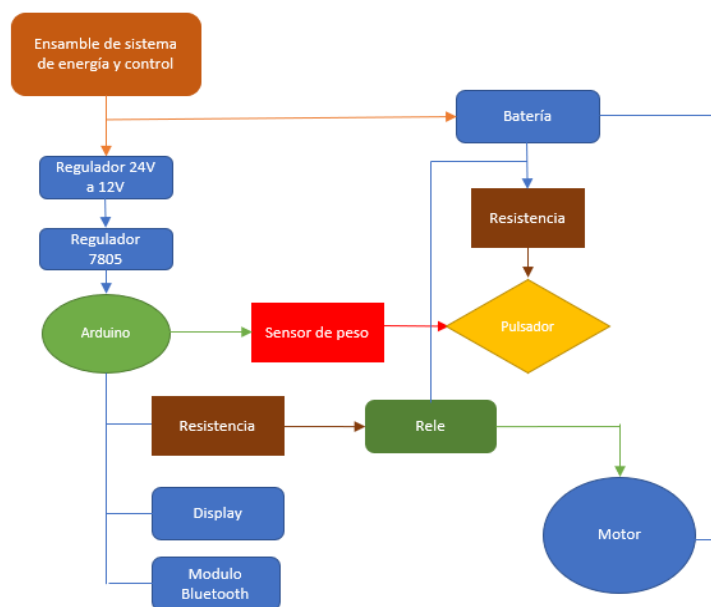 Ensamble de sistema
de energía y control
Batería
Regulador 24V
a 12V
Resistencia
Regulador
7805
Arduino
Sensor de peso
Pulsador
Resistencia
Rele
Display
Motor
Modulo
Bluetooth